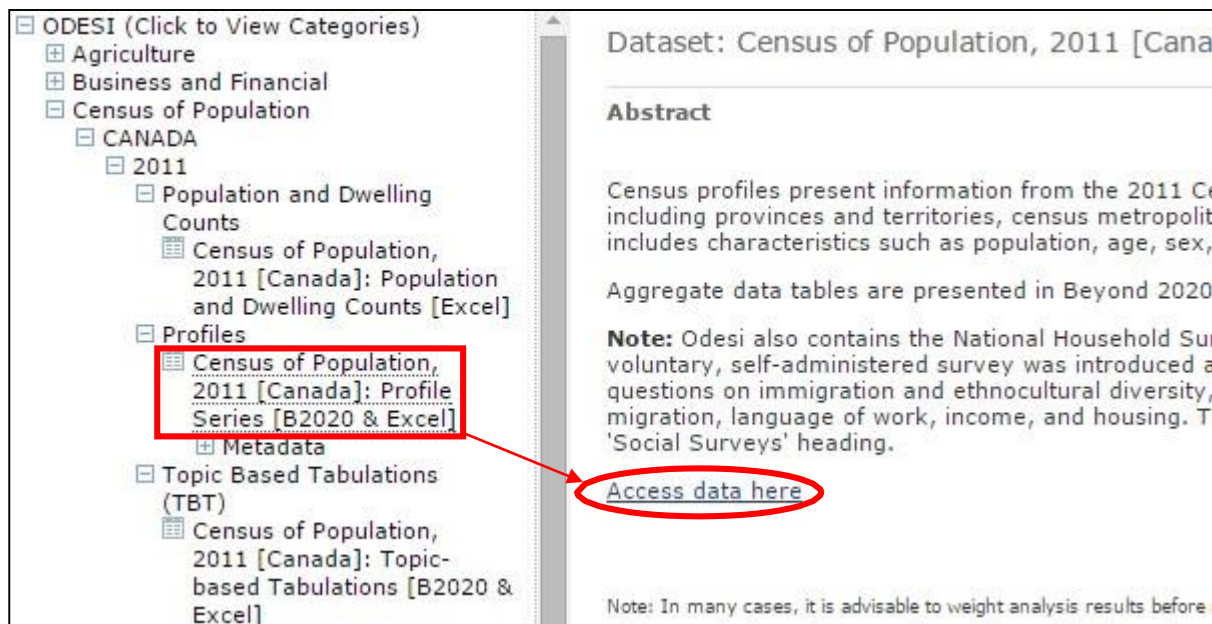 ODESI (Click to View Categories)
Agriculture
Business and Financial
Census of Population
CANADA
2011
Population and Dwelling
Counts
Census of Population,
2011 [Canada]: Population
and Dwelling Counts [Excel]
Profiles
Census of Population,
2011 [Canada]: Profile
Series [B2020 & Excel]
Metadata
Topic Based Tabulations
(TBT)
Census of Population,
2011 [Canada]: Topic-
based Tabulations [B2020 &
Excel]
Dataset: Census of Population, 2011 [Cana
Abstract
Census profiles present information from the 2011 Ce
including provinces and territories, census metropolit
includes characteristics such as population, age, sex,
Aggregate data tables are presented in Beyond 2020
Note: Odesi also contains the National Household Sur
voluntary, self-administered survey was introduced a
questions on immigration and ethnocultural diversity,
migration, language of work, income, and housing. T
'Social Surveys' heading.
Access data here
Note: In many cases, it is advisable to weight analysis results before